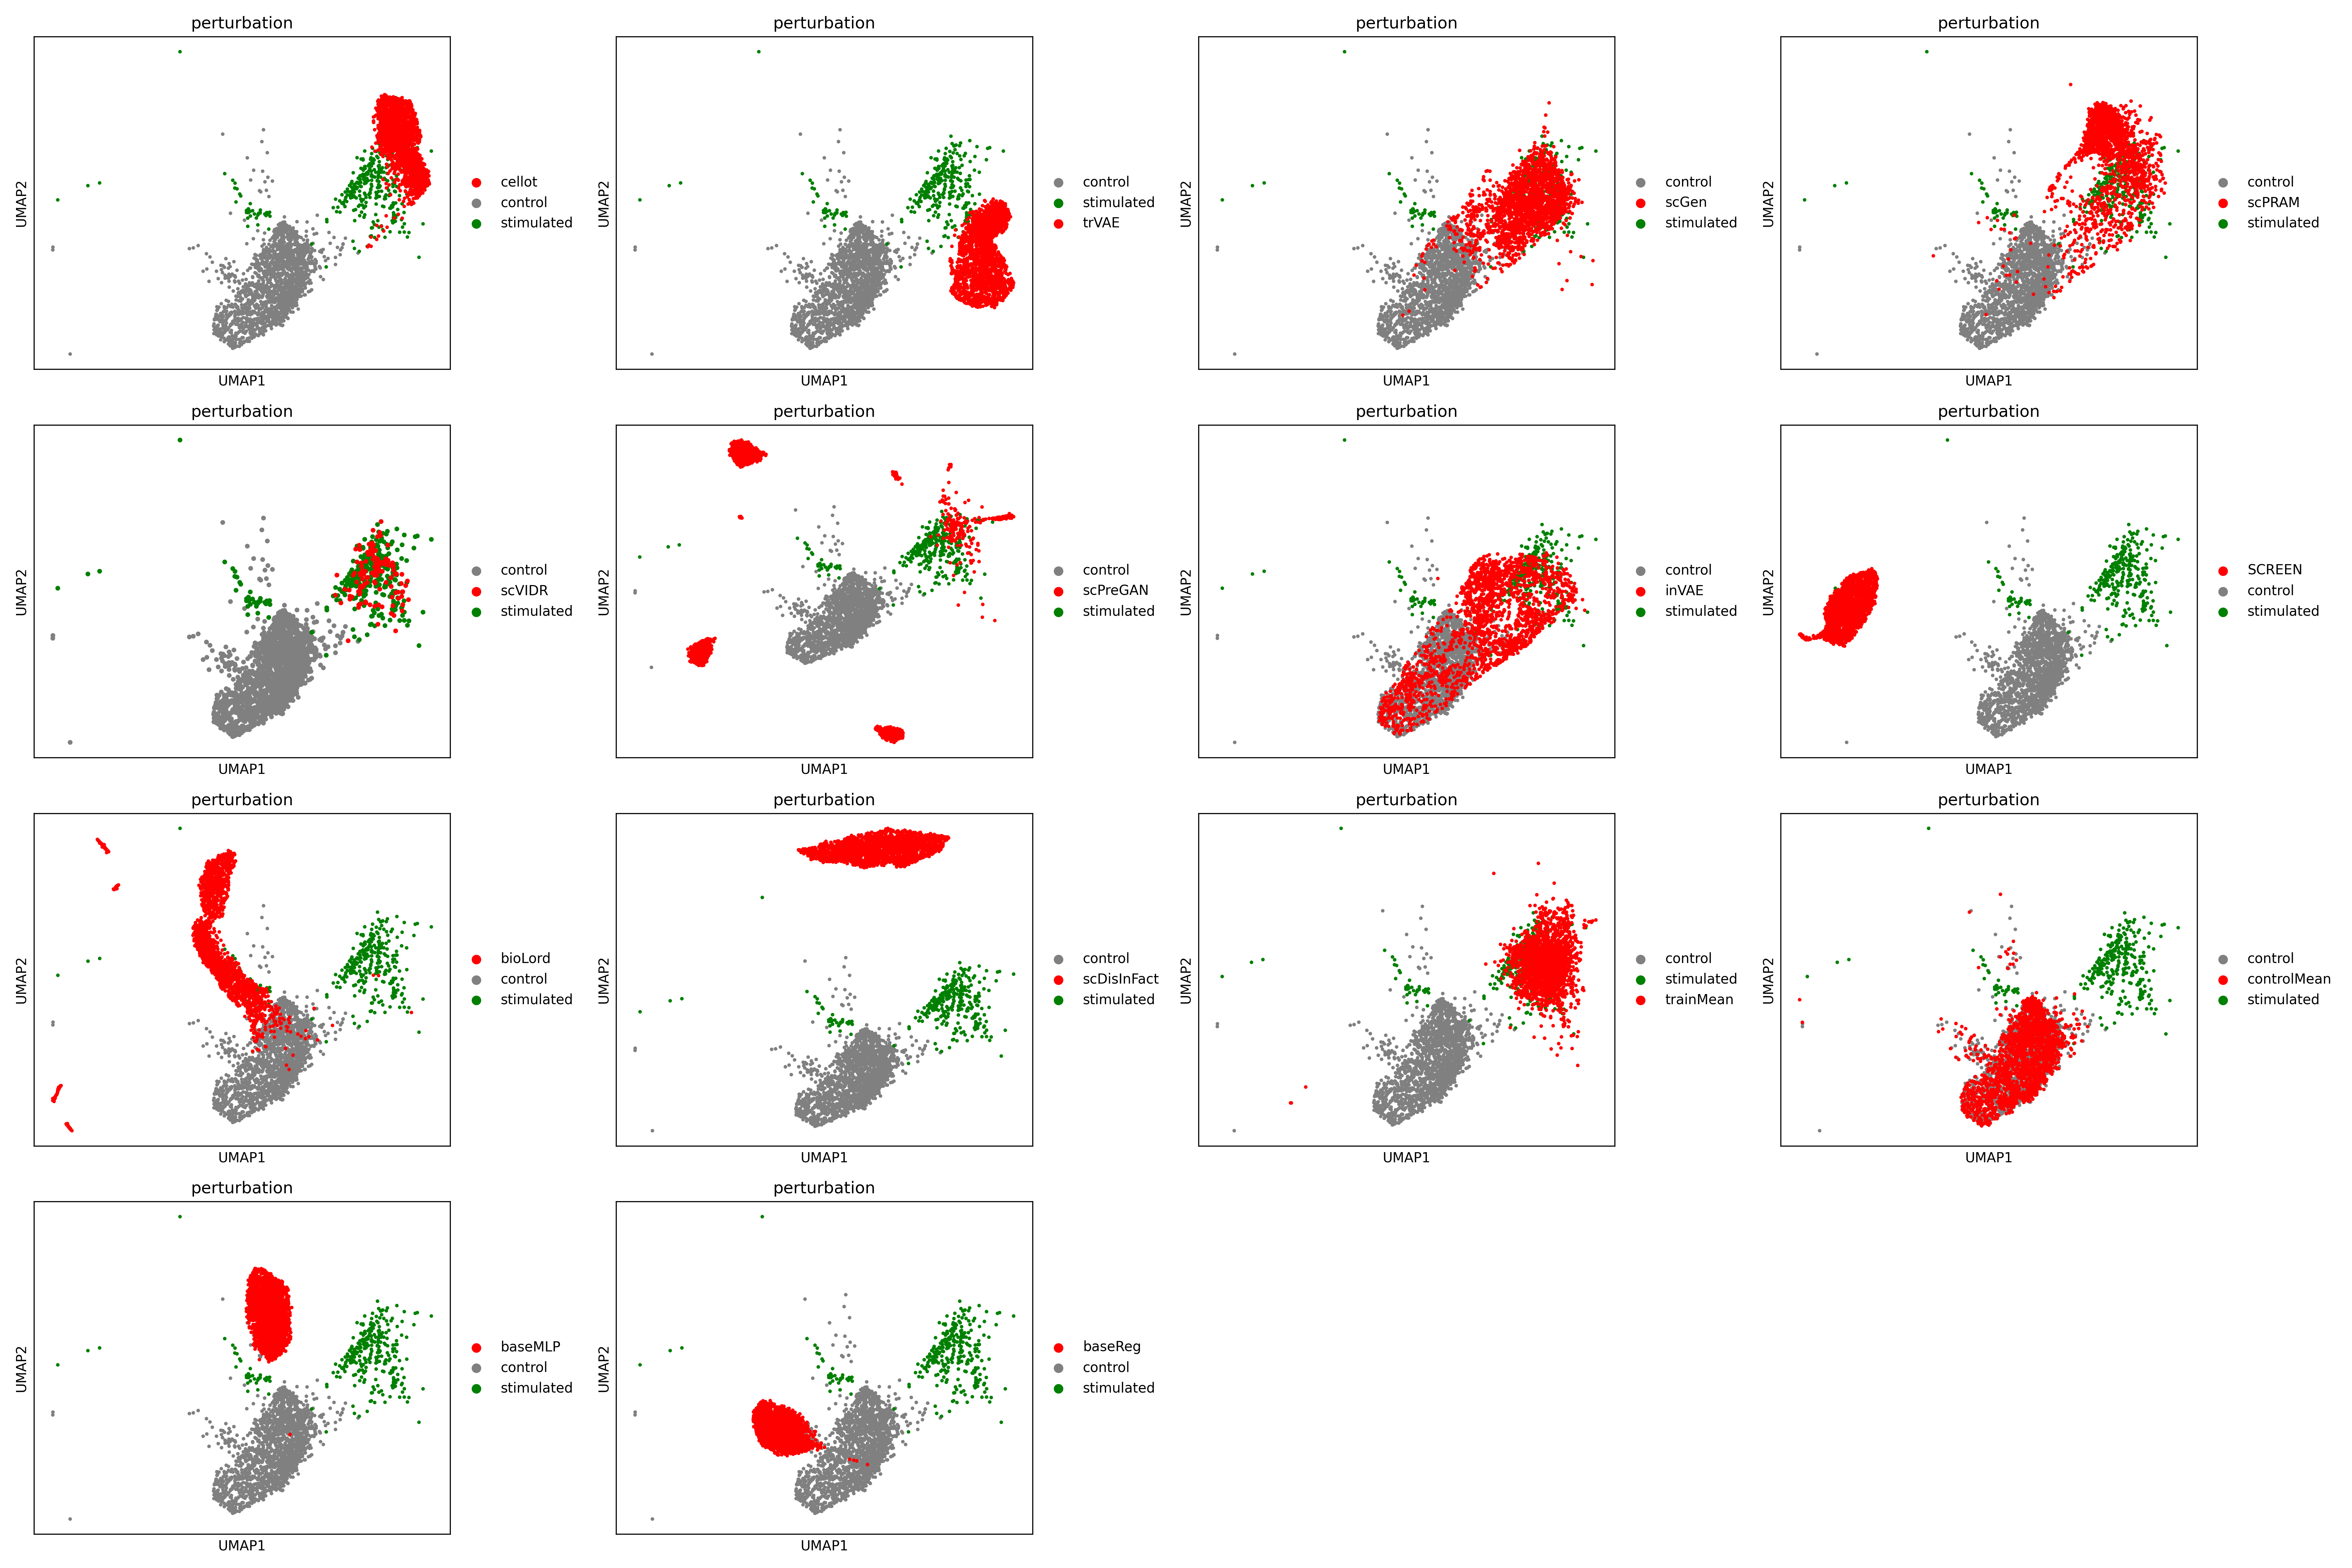 perturbation
UMAP2
UMAP1
cellot
control
stimulated
perturbation
UMAP2
UMAP1
control
stimulated
trVAE
perturbation
UMAP2
UMAP1
control
scGen
stimulated
perturbation
UMAP2
UMAP1
control
scPRAM
stimulated
perturbation
UMAP2
UMAP1
control
scVIDR
stimulated
perturbation
UMAP2
UMAP1
control
scPreGAN
stimulated
perturbation
UMAP2
UMAP1
control
inVAE
stimulated
perturbation
UMAP2
UMAP1
SCREEN
control
stimulated
perturbation
UMAP2
UMAP1
bioLord
control
stimulated
perturbation
UMAP2
UMAP1
control
scDisInFact
stimulated
perturbation
UMAP2
UMAP1
control
stimulated
trainMean
perturbation
UMAP2
UMAP1
control
controlMean
stimulated
perturbation
UMAP2
UMAP1
baseMLP
control
stimulated
perturbation
UMAP2
UMAP1
baseReg
control
stimulated